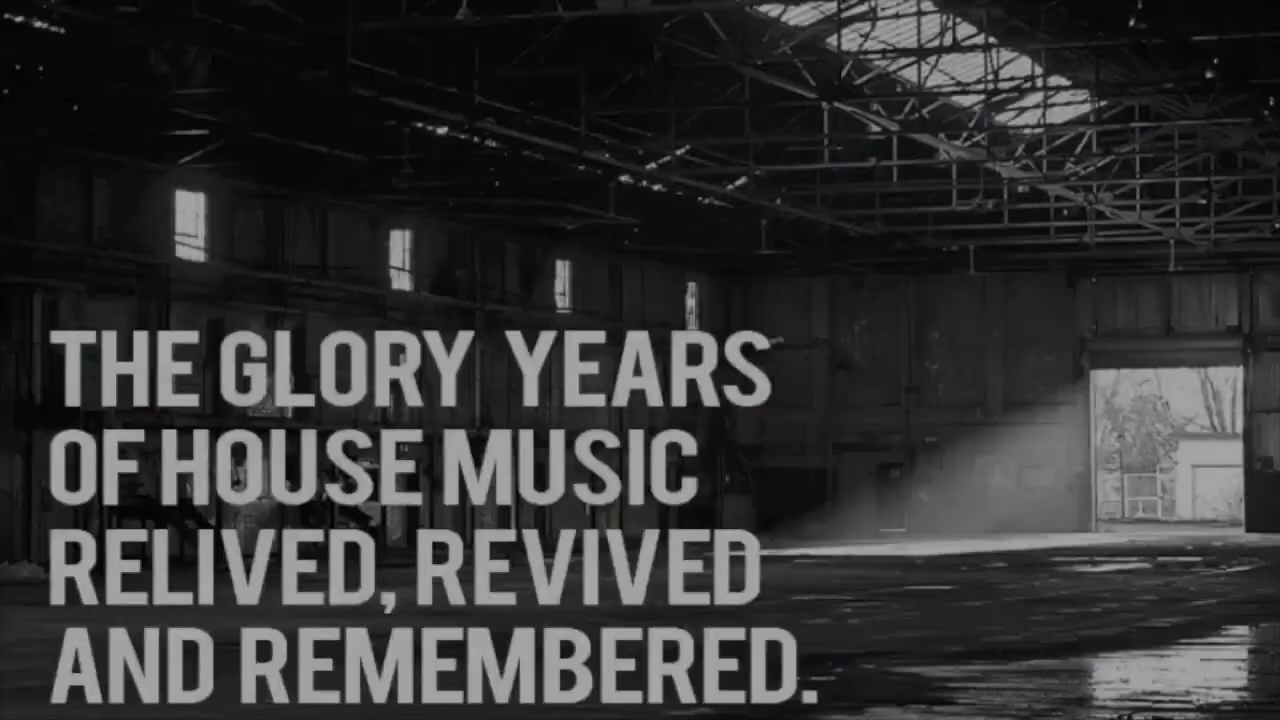 THE GLORY YEARS
OF HOUSE MUSIC
RELIVED, REVIVED
AND REMEMBERED.